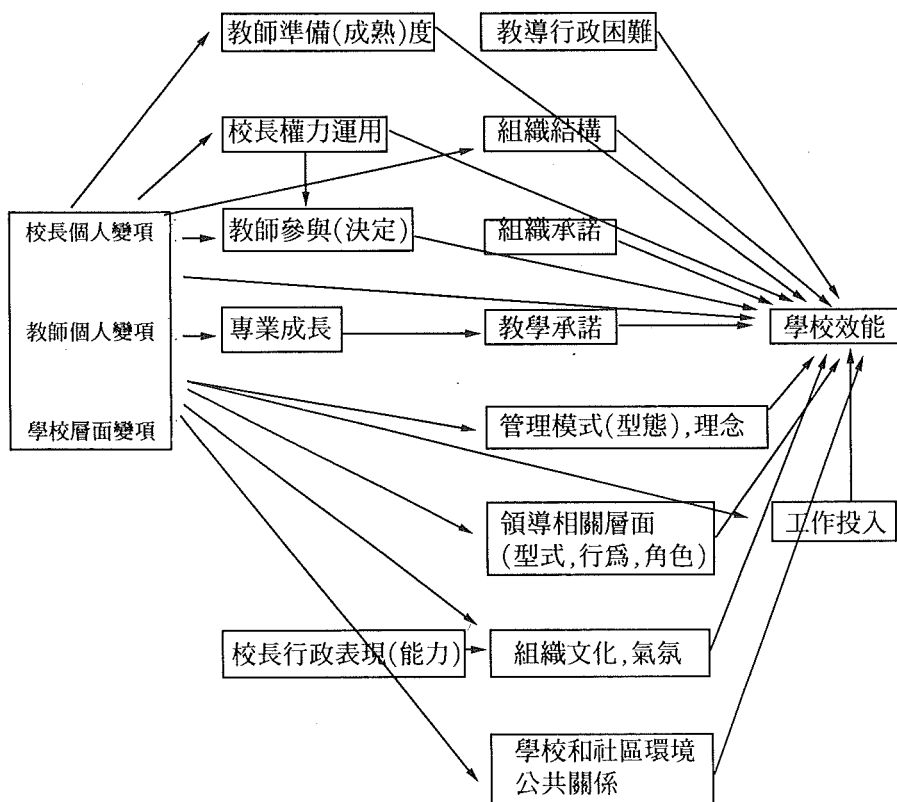 教師準備(成熟)度
教導行政困難
校長權力運用
組織結構
校長個人變項
教師參與(決定)
組織承諾
教師個人變項
專業成長
教學承諾
學校效能
學校層面變項
管理模式(型態),理念
領導相關層面
(型式,行爲,角色)
工作投入
校長行政表現(能力)
組織文化,氣氛
學校和社區環境
公共關係